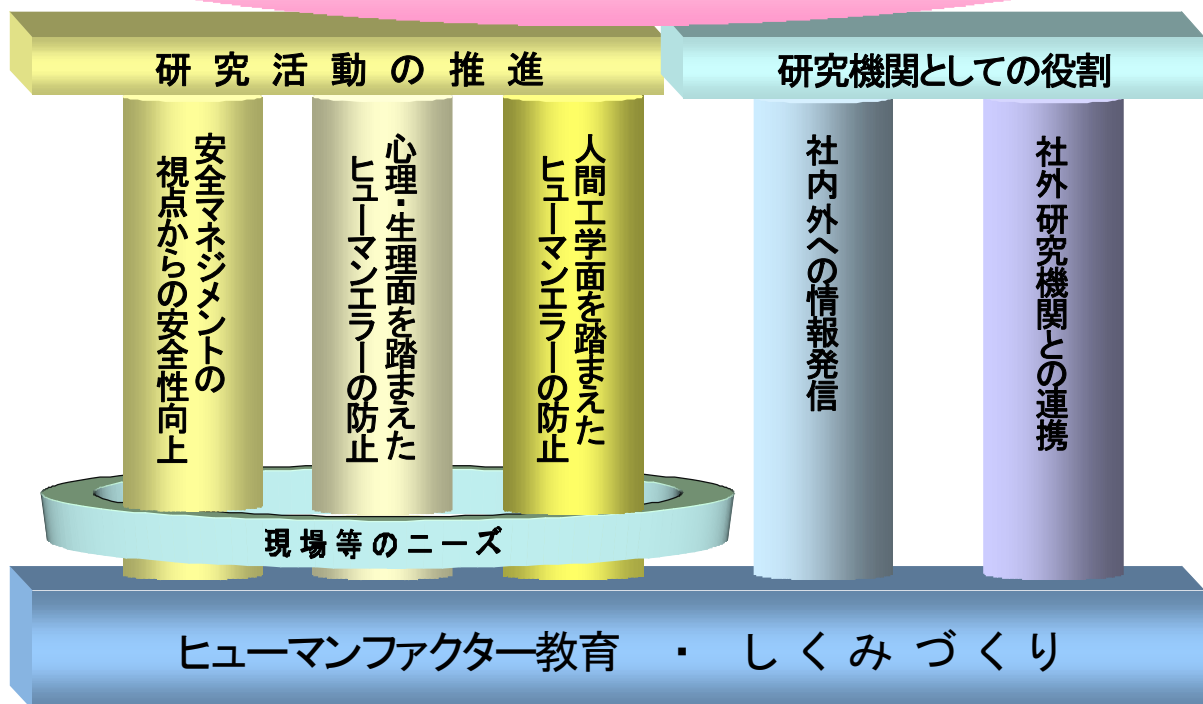 研究活動の推進
研究機関としての役割
安全マネジメントの
視点からの安全性向上
心理・生理面を踏まえた
ヒューマンエラーの防止
人間工学面を踏まえた
ヒューマンエラーの防止
社内外への情報発信
社外研究機関との連携
現場等のニーズ
ヒューマンファクター教育 ・ しくみづくり